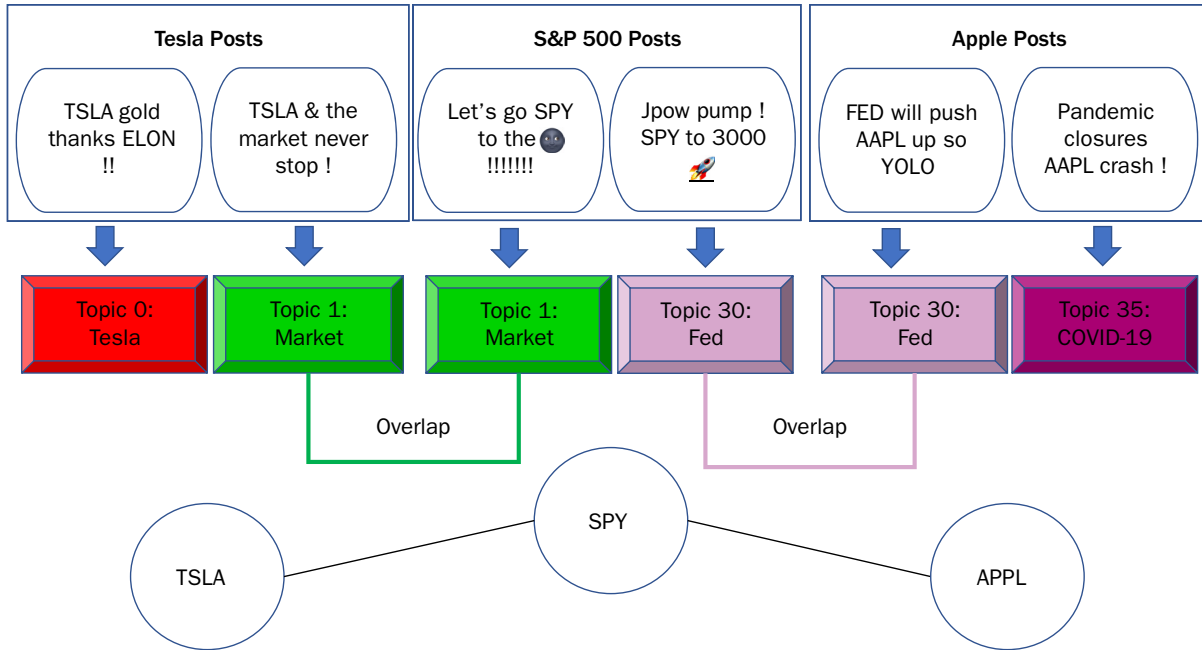 Tesla Posts
TSLA gold
thanks ELON
!!
TSLA & the
market never
stop !
S&P 500 Posts
Let's go SPY
to the 🌚
!!!!!!!
Jpow pump !
SPY to 3000
🚀
Apple Posts
FED will push
AAPL up so
YOLO
Pandemic
closures
AAPL crash !
Topic 0:
Tesla
Topic 1:
Market
Topic 1:
Market
Topic 30:
Fed
Topic 30:
Fed
Topic 35:
COVID-19
Overlap
Overlap
TSLA
SPY
APPL